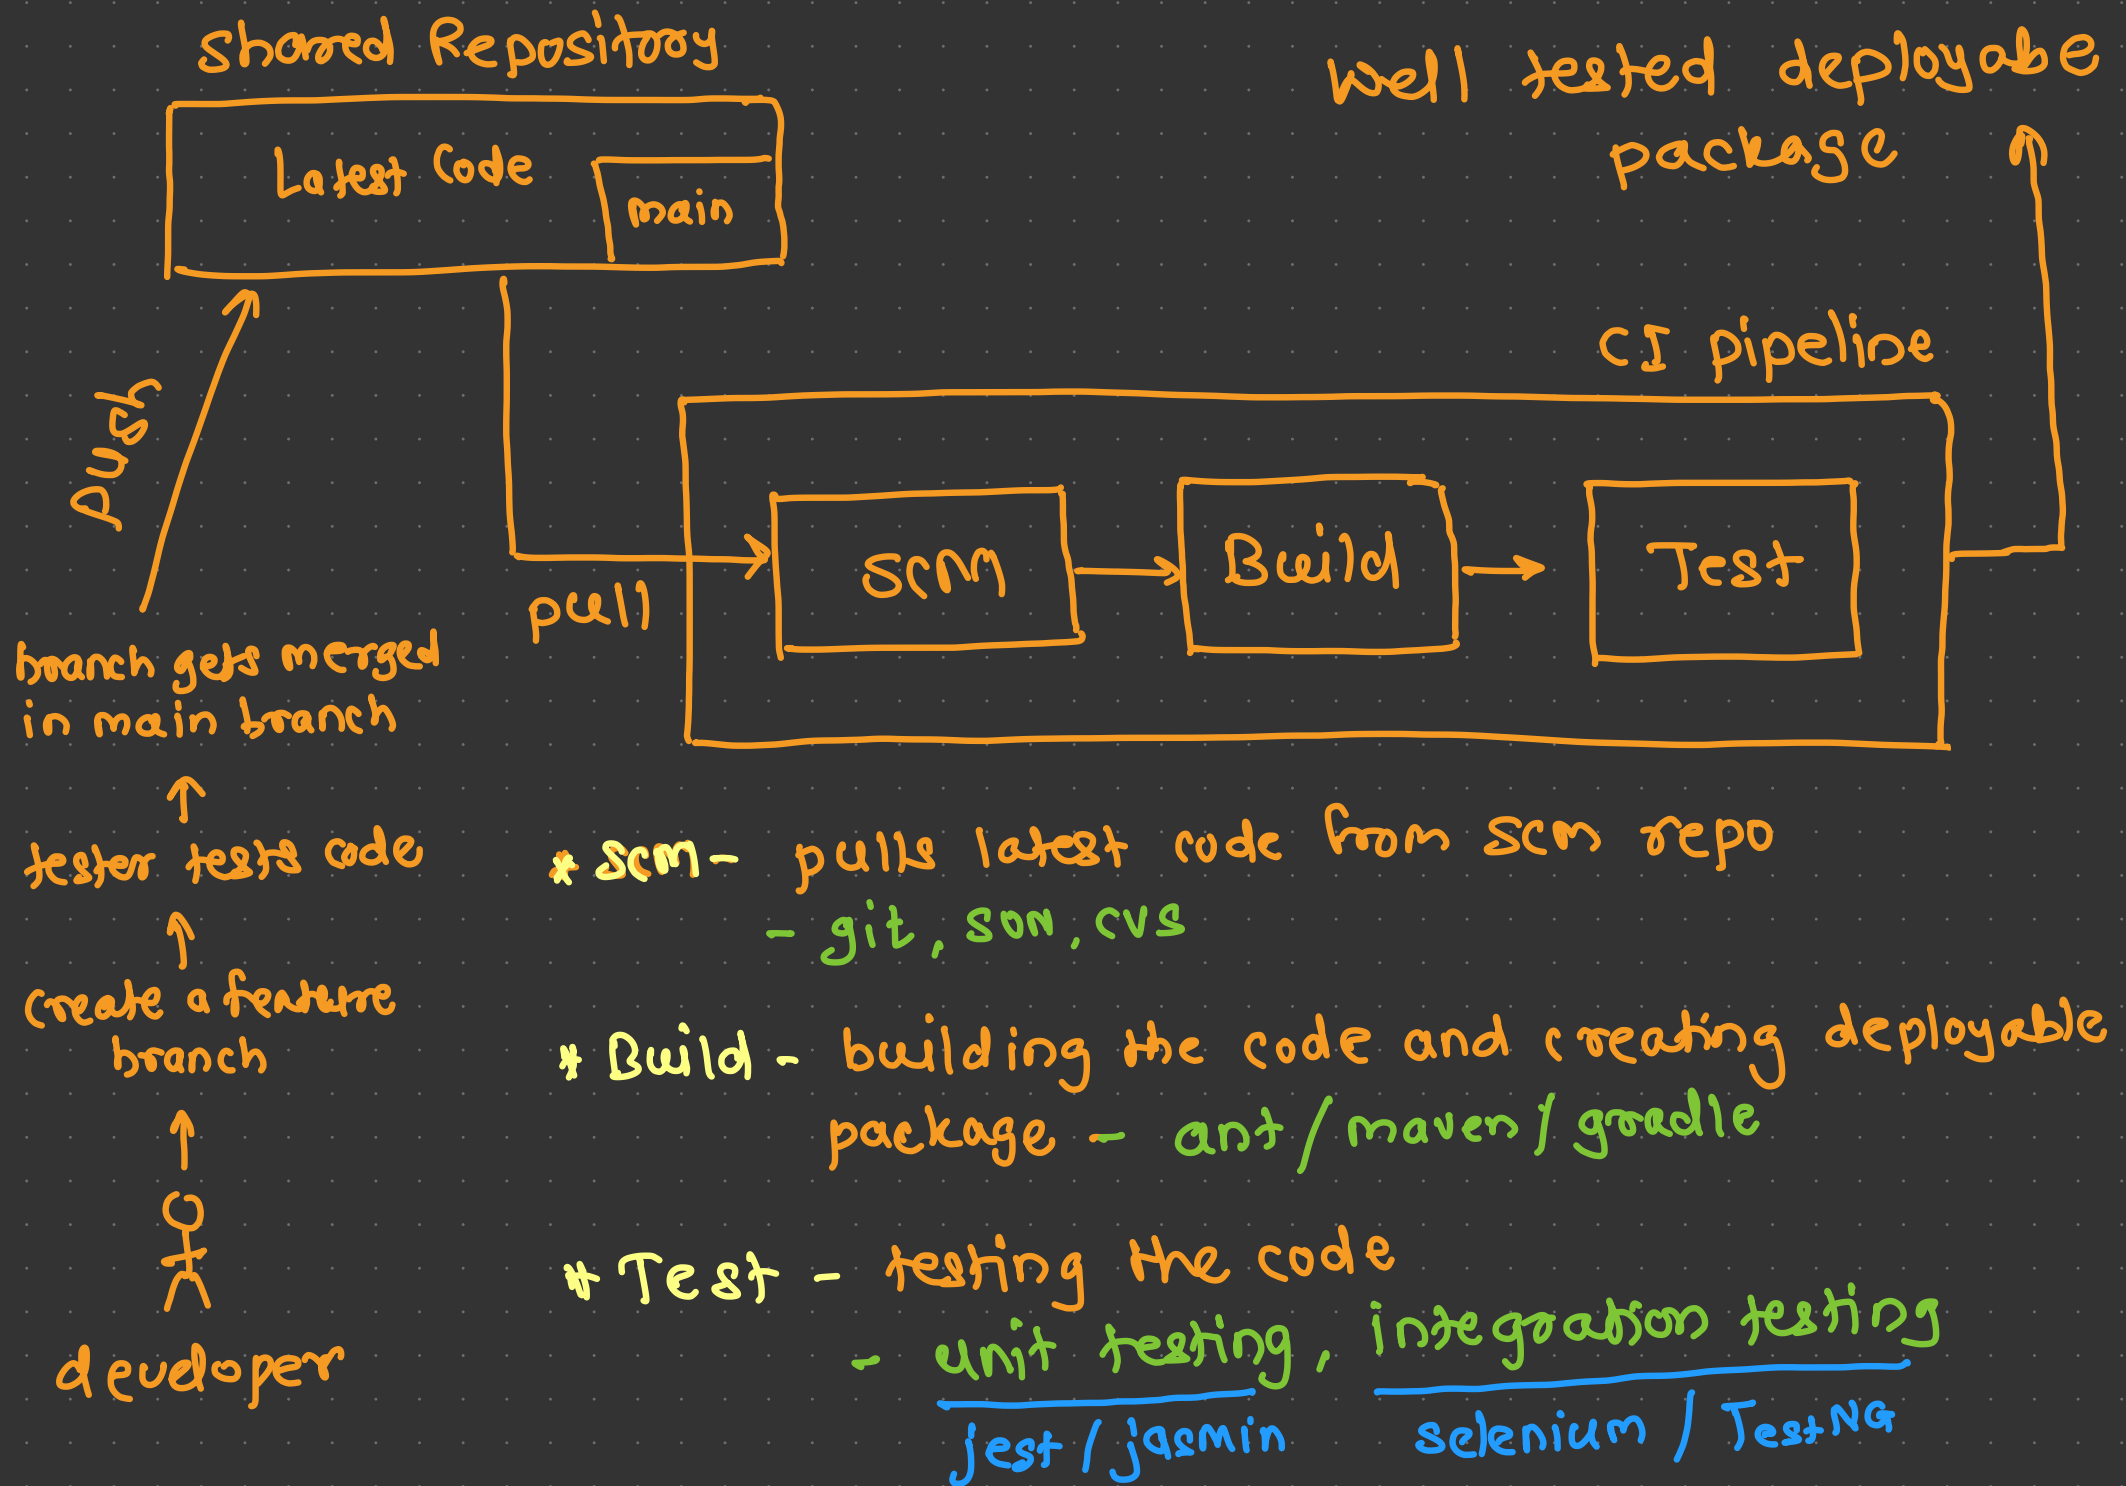 Shared Repository
Latest Code
main
Well tested deployable
package
push
CI pipeline
SCM
Build
Test
pull
branch gets merged
in main branch
tester tests code
create a feature
branch
developer
* SCM - pulls latest code from SCM repo
- git, SVN, CVS
* Build - building the code and creating deployable
package - ant/maven/gradle
* Test - testing the code
- unit testing, integration testing
jest/jasmin selenium/TestNG